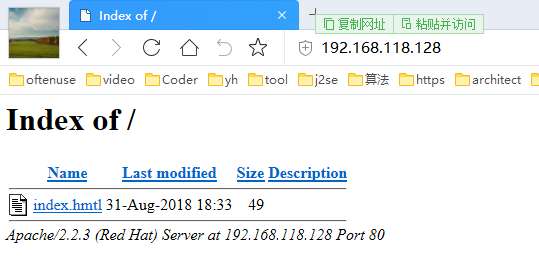 Index of /
复制网址 粘贴并访问
192.168.118.128
oftenuse video Coder yh tool j2se 算法 https architect
Index of /
Name Last modified Size Description
index.hmtl 31-Aug-2018 18:33 49
Apache/2.2.3 (Red Hat) Server at 192.168.118.128 Port 80